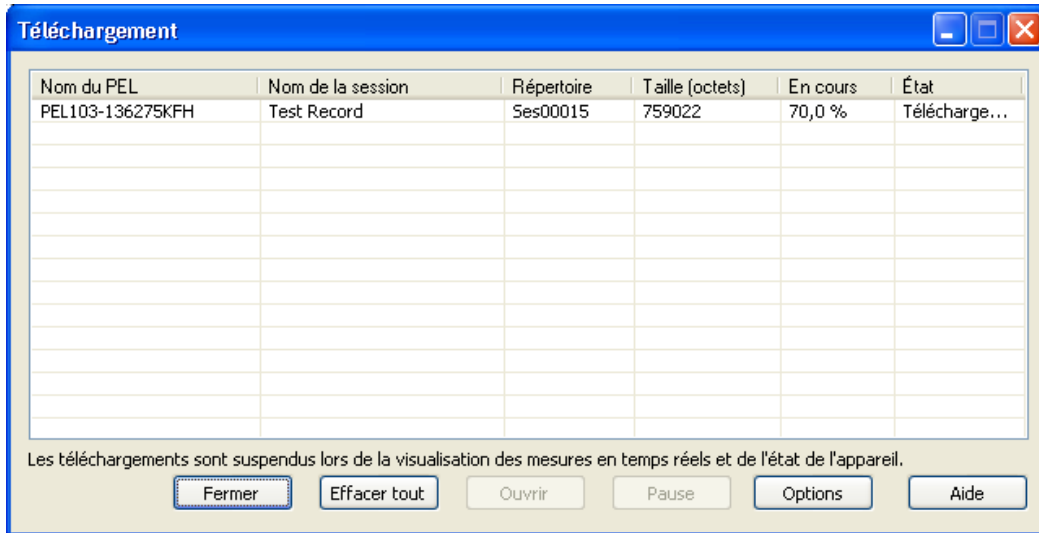 Téléchargement
Nom du PEL Nom de la session Répertoire Taille (octets) En cours État
PEL103-136275KFH Test Record Ses00015 759022 70,0 % Télécharge...
Les téléchargements sont suspendus lors de la visualisation des mesures en temps réels et de l'état de l'appareil.
Fermer Effacer tout Ouvrir Pause Options Aide